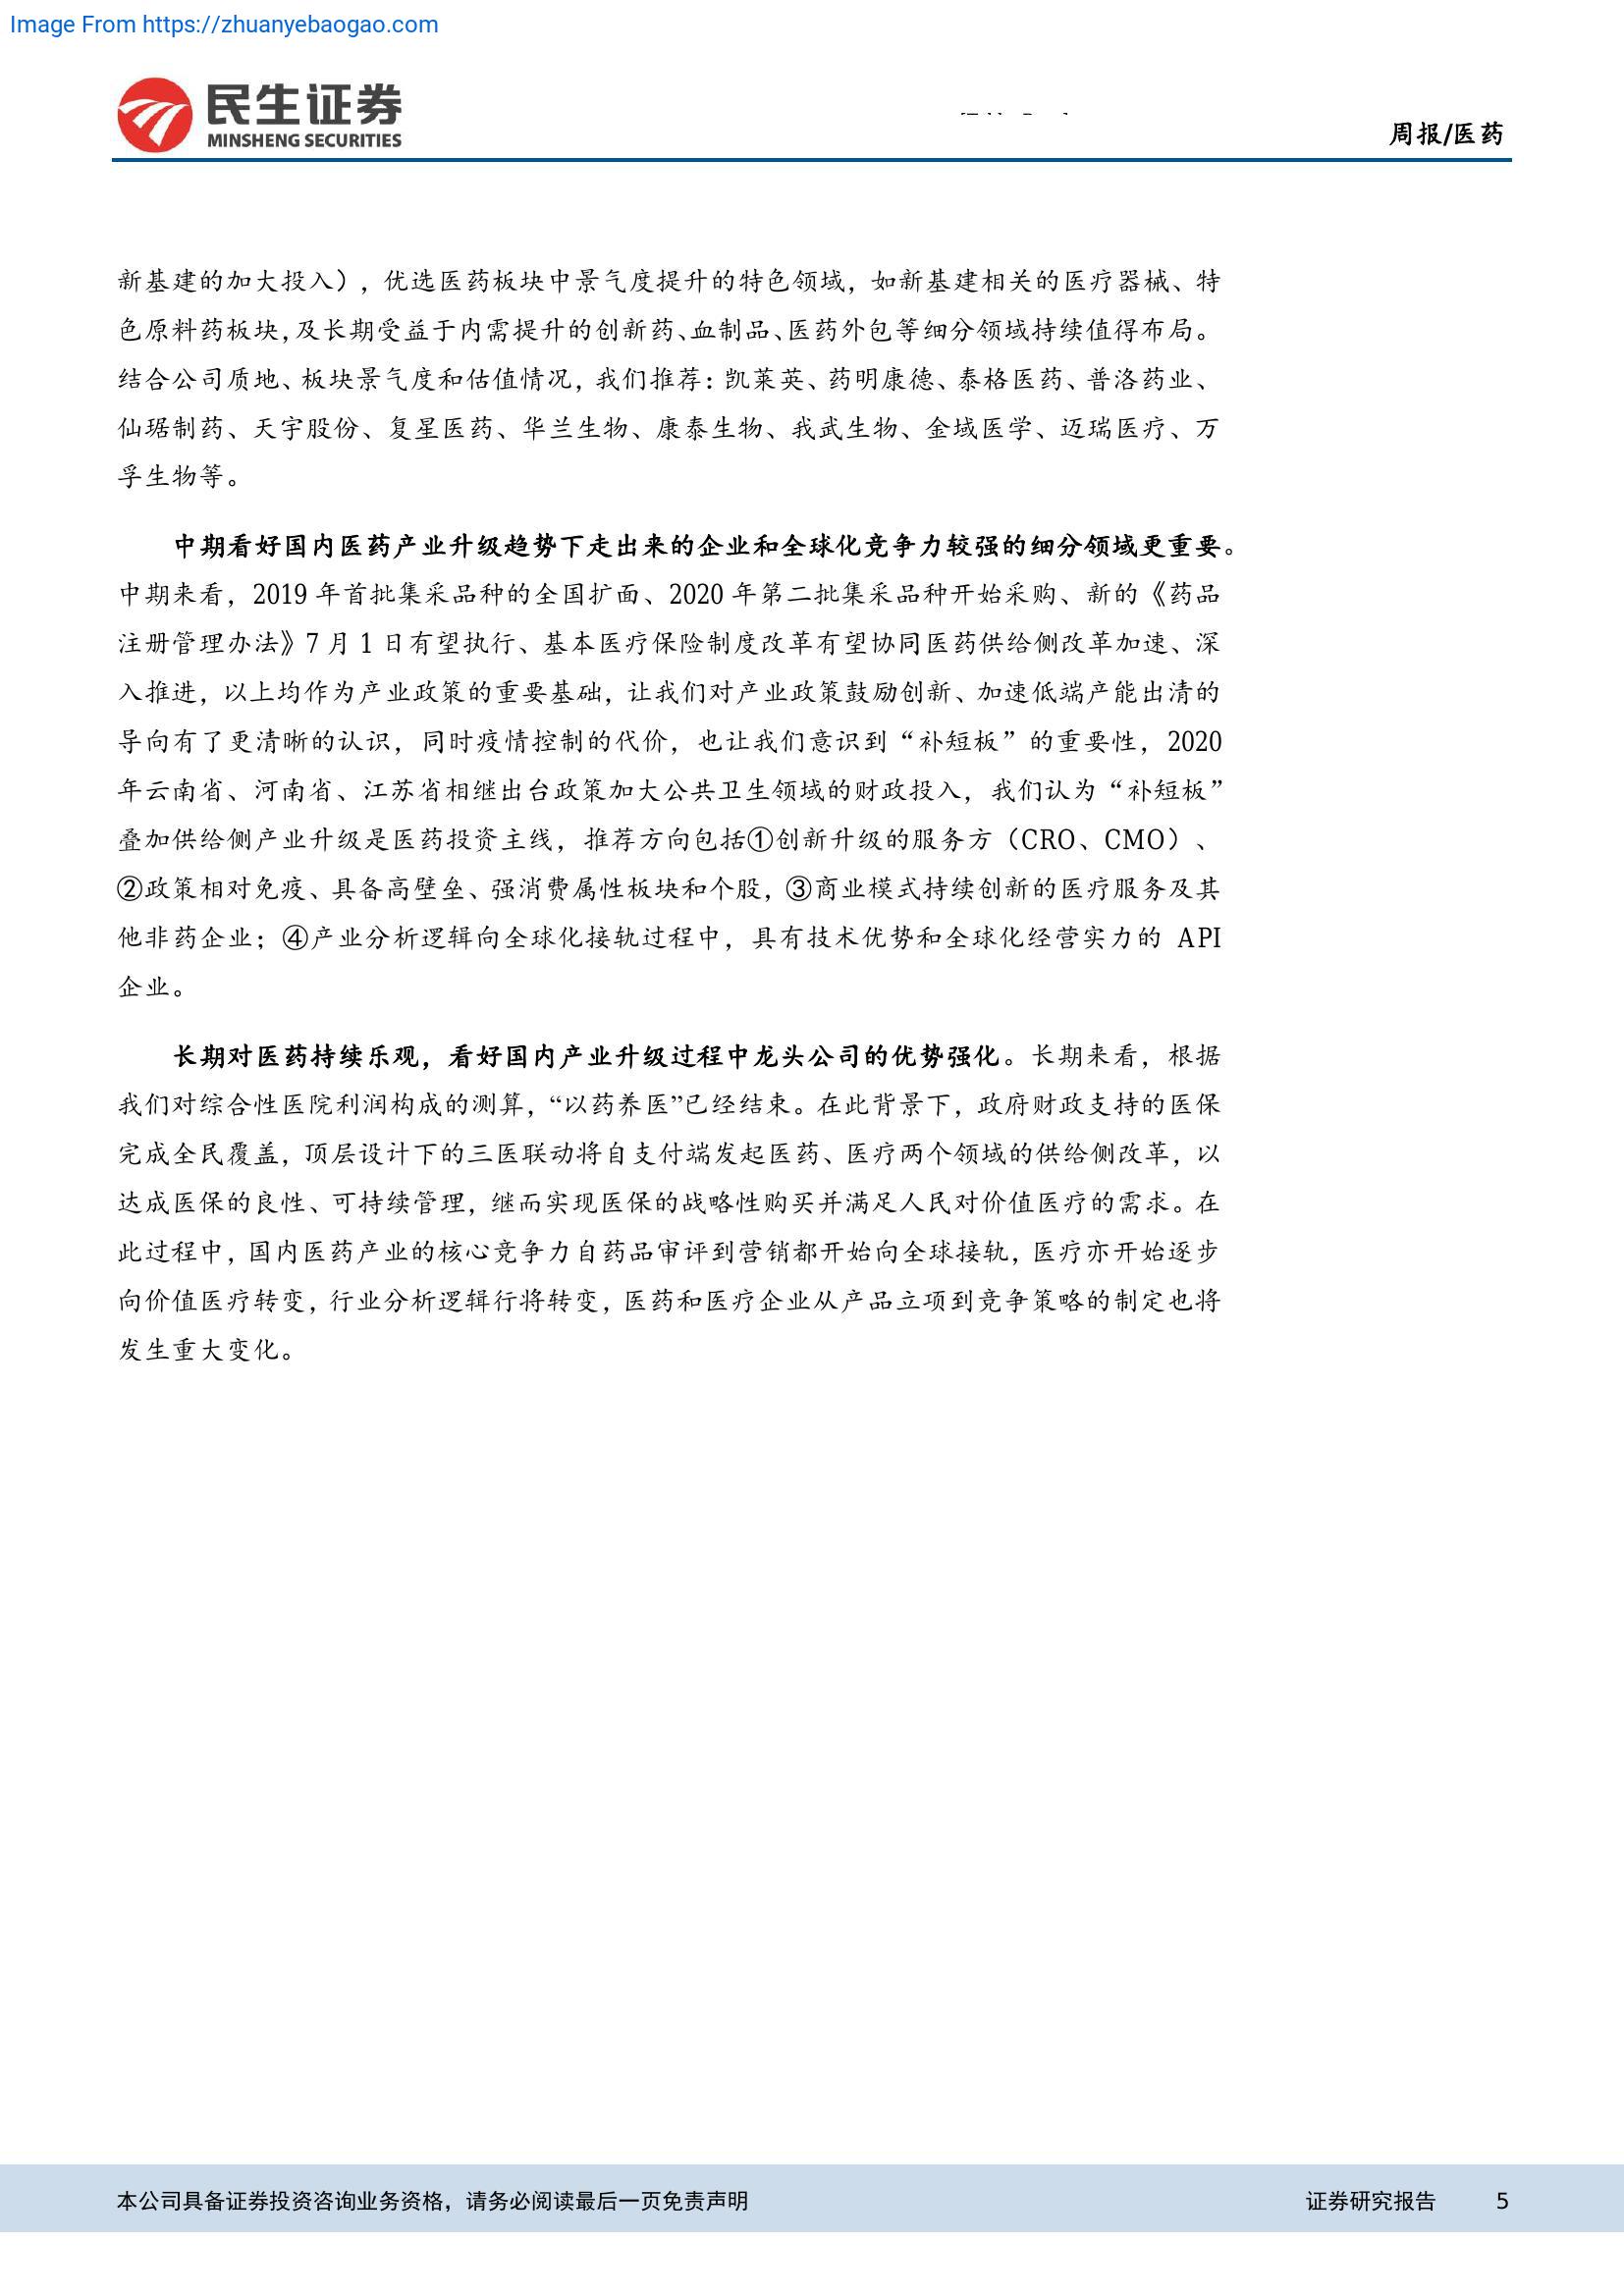 Image From https://zhuanyebaogao.com
民生证券
MINSHENG SECURITIES
周报/医药
新基建的加大投入），优选医药板块中景气度提升的特色领域，如新基建相关的医疗器械、特
色原料药板块，及长期受益于内需提升的创新药、血制品、医药外包等细分领域持续值得布局。
结合公司质地、板块景气度和估值情况，我们推荐：凯莱英、药明康德、泰格医药、普洛药业、
仙琚制药、天宇股份、复星医药、华兰生物、康泰生物、我武生物、金域医学、迈瑞医疗、万
孚生物等。
中期看好国内医药产业升级趋势下走出来的企业和全球化竞争力较强的细分领域更重要。
中期来看，2019 年首批集采品种的全国扩面、2020 年第二批集采品种开始采购、新的《药品
注册管理办法》7 月 1 日有望执行、基本医疗保险制度改革有望协同医药供给侧改革加速、深
入推进，以上均作为产业政策的重要基础，让我们对产业政策鼓励创新、加速低端产能出清的
导向有了更清晰的认识，同时疫情控制的代价，也让我们意识到“补短板”的重要性，2020
年云南省、河南省、江苏省相继出台政策加大公共卫生领域的财政投入，我们认为“补短板”
叠加供给侧产业升级是医药投资主线，推荐方向包括①创新升级的服务方（CRO、CMO）、
②政策相对免疫、具备高壁垒、强消费属性板块和个股，③商业模式持续创新的医疗服务及其
他非药企业；④产业分析逻辑向全球化接轨过程中，具有技术优势和全球化经营实力的 API
企业。
长期对医药持续乐观，看好国内产业升级过程中龙头公司的优势强化。长期来看，根据
我们对综合性医院利润构成的测算，“以药养医”已经结束。在此背景下，政府财政支持的医保
完成全民覆盖，顶层设计下的三医联动将自支付端发起医药、医疗两个领域的供给侧改革，以
达成医保的良性、可持续管理，继而实现医保的战略性购买并满足人民对价值医疗的需求。在
此过程中，国内医药产业的核心竞争力自药品审评到营销都开始向全球接轨，医疗亦开始逐步
向价值医疗转变，行业分析逻辑行将转变，医药和医疗企业从产品立项到竞争策略的制定也将
发生重大变化。
本公司具备证券投资咨询业务资格，请务必阅读最后一页免责声明
证券研究报告 5